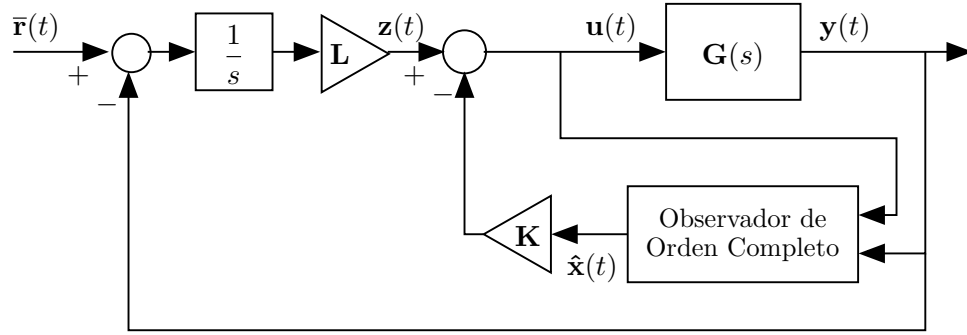 r̄(t)
+
−
1
s
L
z(t)
+
−
u(t)
G(s)
y(t)
K
x̂(t)
Observador de
Orden Completo